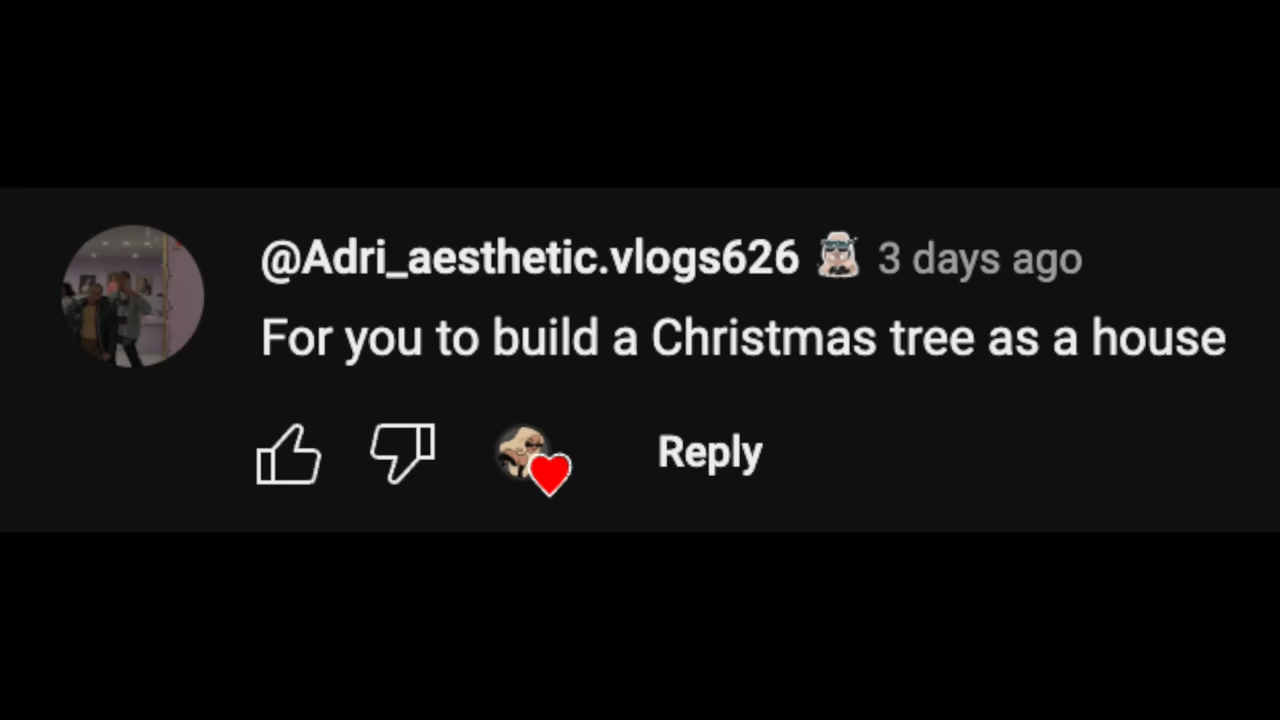 @Adri_aesthetic.vlogs626 3 days ago
For you to build a Christmas tree as a house
Reply